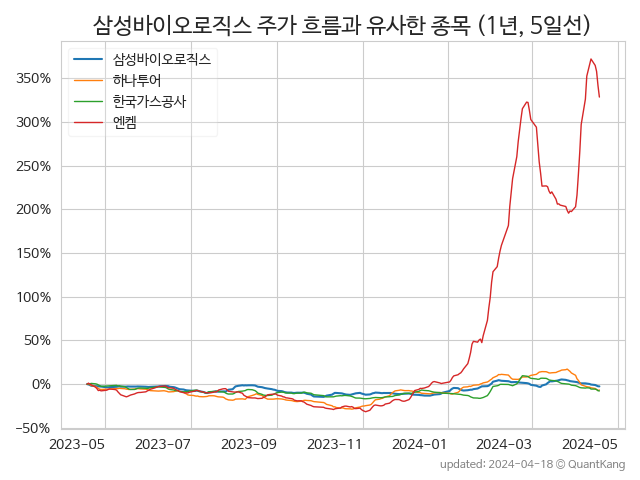 삼성바이오로직스 주가 흐름과 유사한 종목 (1년, 5일선)
삼성바이오로직스
하나투어
한국가스공사
엔켐
350%
300%
250%
200%
150%
100%
50%
0%
−50%
2023-05 2023-07 2023-09 2023-11 2024-01 2024-03 2024-05
updated: 2024-04-18 © QuantKang